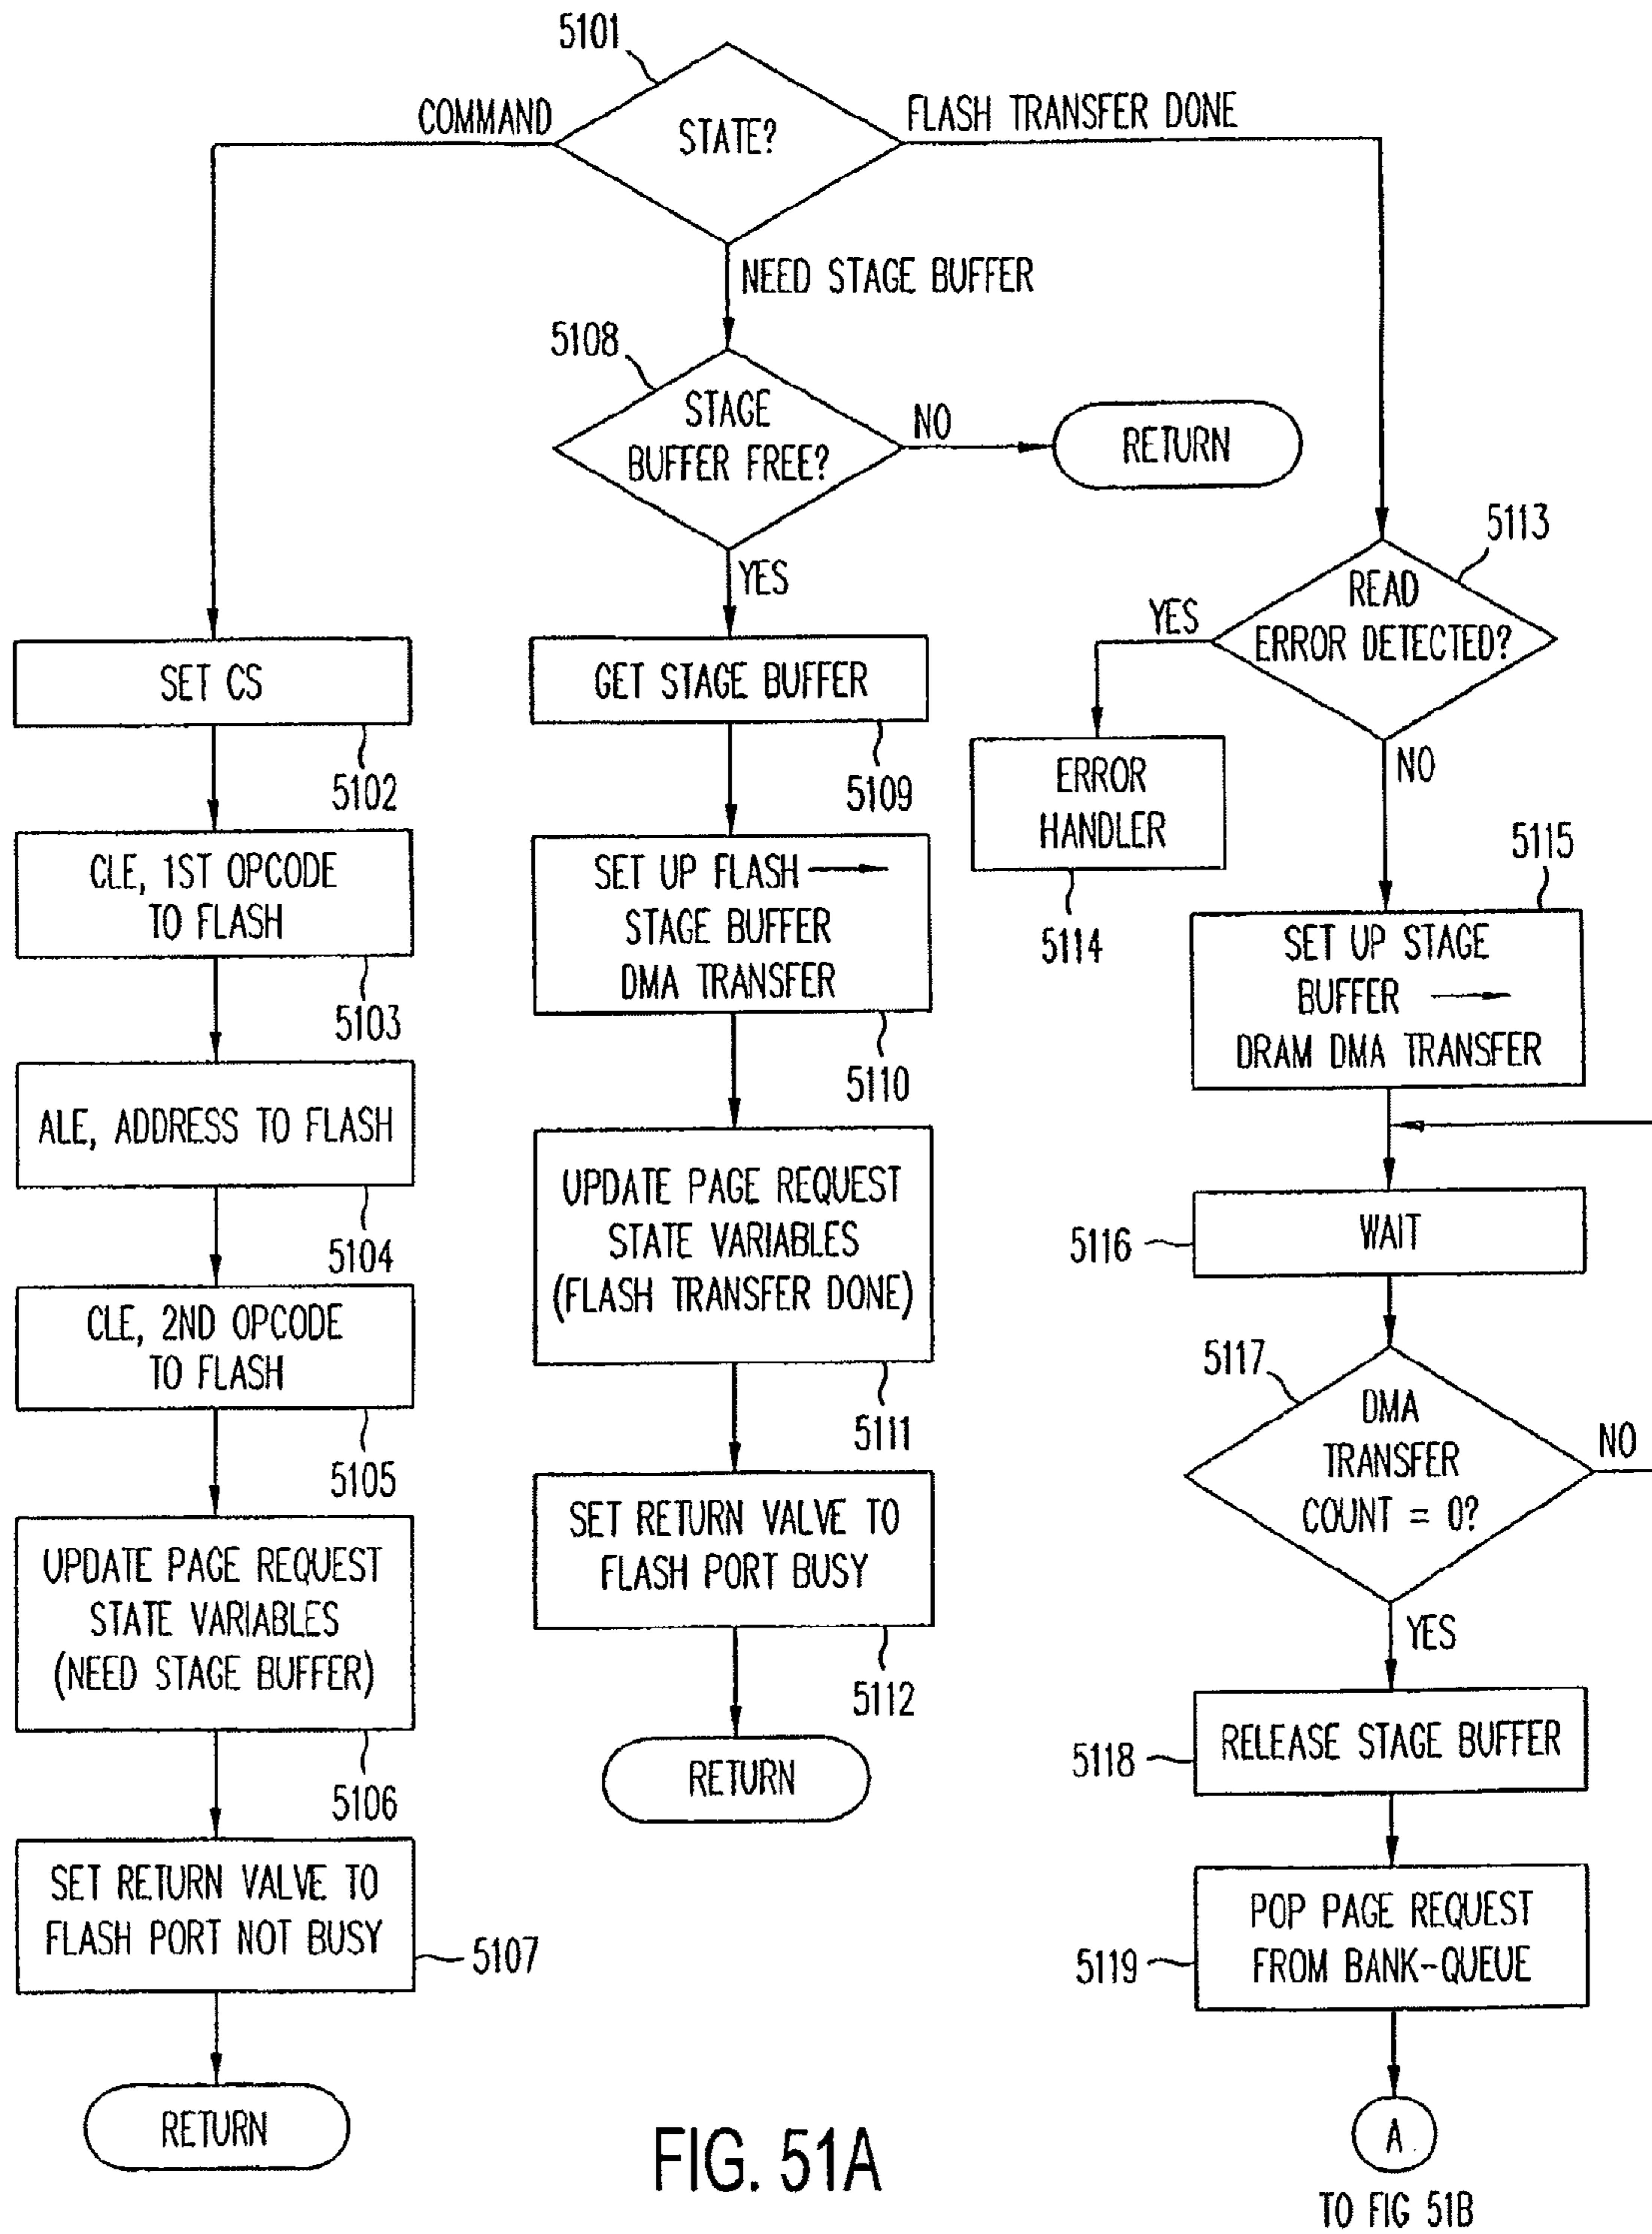 5101
COMMAND
STATE?
FLASH TRANSFER DONE
NEED STAGE BUFFER
5108
STAGE
BUFFER FREE?
NO
RETURN
YES
SET CS
5102
CLE, 1ST OPCODE
TO FLASH
5103
ALE, ADDRESS TO FLASH
5104
CLE, 2ND OPCODE
TO FLASH
5105
UPDATE PAGE REQUEST
STATE VARIABLES
(NEED STAGE BUFFER)
5106
SET RETURN VALVE TO
FLASH PORT NOT BUSY
5107
RETURN
GET STAGE BUFFER
5109
SET UP FLASH →
STAGE BUFFER
DMA TRANSFER
5110
UPDATE PAGE REQUEST
STATE VARIABLES
(FLASH TRANSFER DONE)
5111
SET RETURN VALVE TO
FLASH PORT BUSY
5112
RETURN
5113
READ
ERROR DETECTED?
YES
ERROR
HANDLER
5114
NO
5115
SET UP STAGE
BUFFER →
DRAM DMA TRANSFER
5116
WAIT
5117
DMA
TRANSFER
COUNT = 0?
NO
YES
5118
RELEASE STAGE BUFFER
5119
POP PAGE REQUEST
FROM BANK-QUEUE
A
TO FIG 51B
FIG. 51A